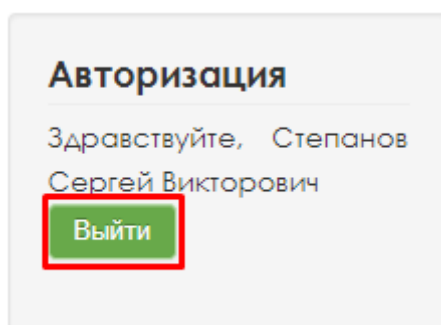 Авторизация
Здравствуйте, Степанов
Сергей Викторович
Выйти